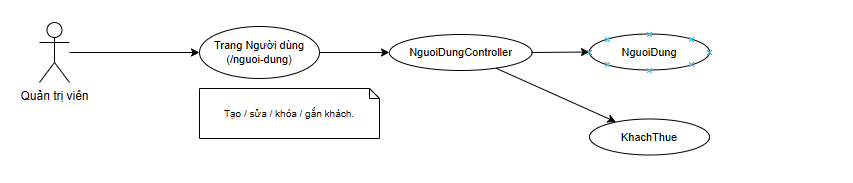 Trang Người dùng
(/nguoi-dung)
NguoiDungController
NguoiDung
Quản trị viên
Tạo / sửa / khóa / gắn khách.
KhachThue